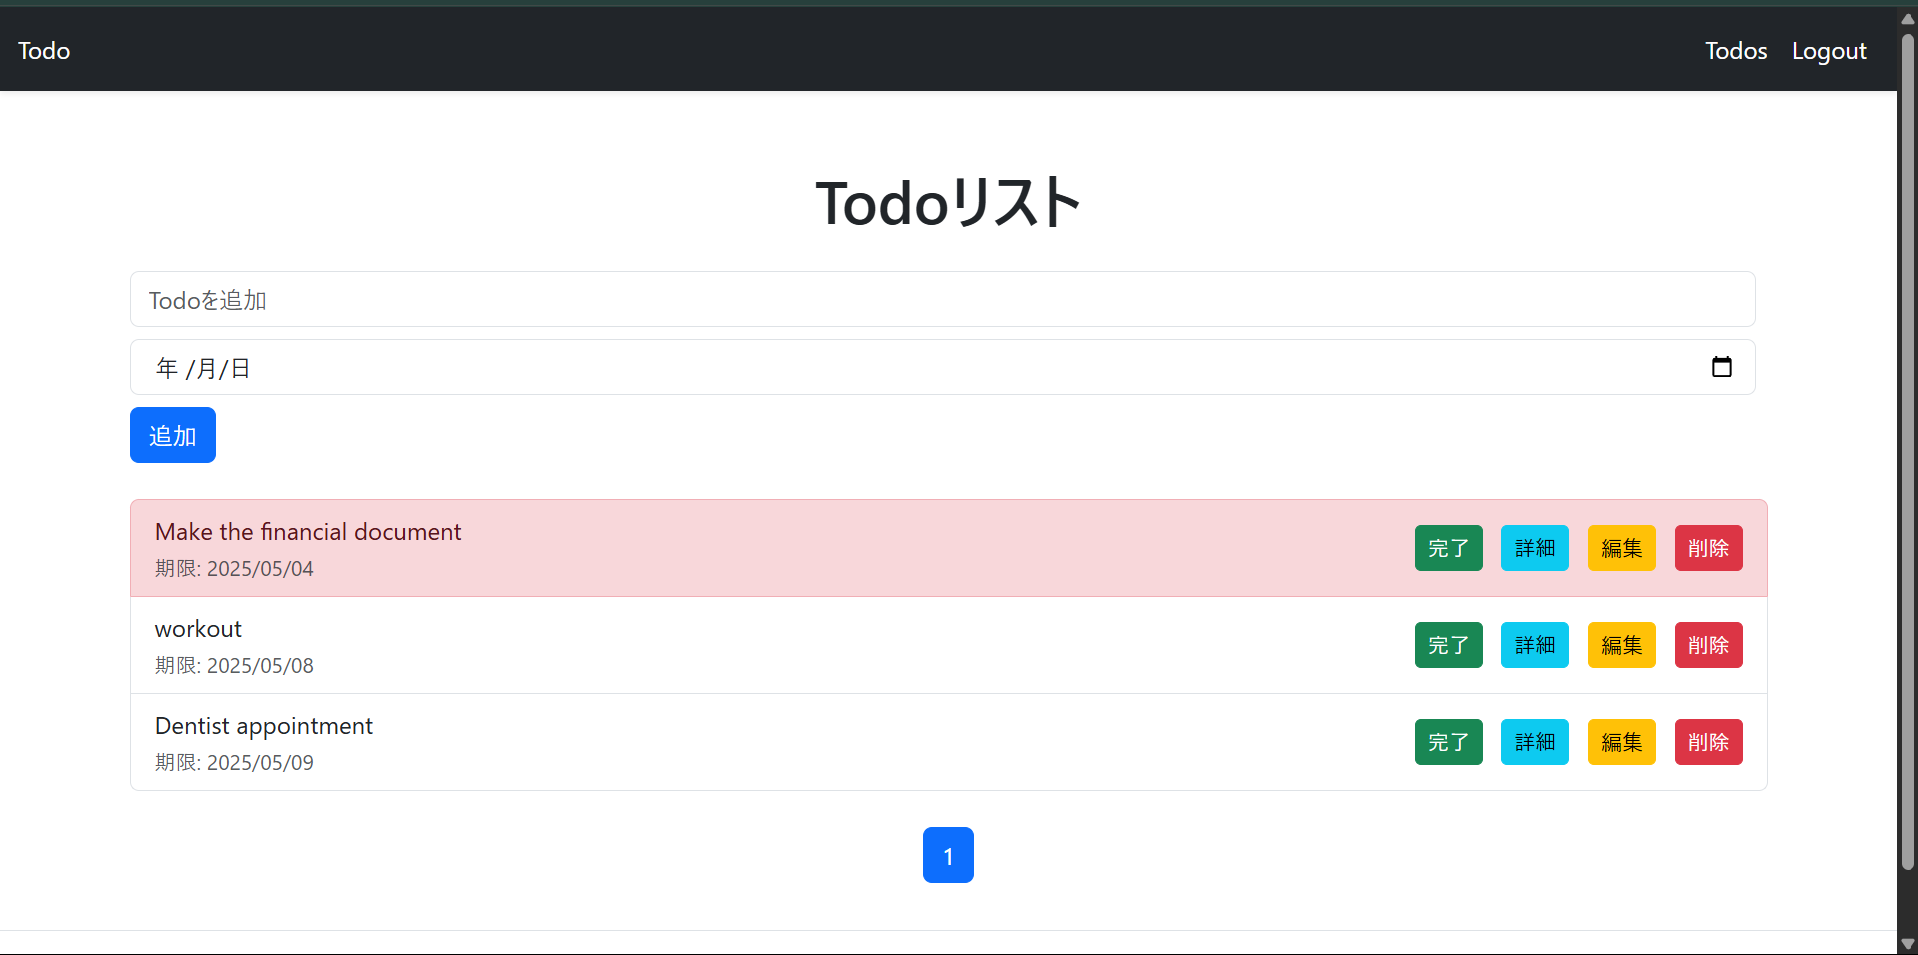 Todo Todos Logout
Todoリスト
Todoを追加
年 /月/日
追加
Make the financial document
期限: 2025/05/04
完了 詳細 編集 削除
workout
期限: 2025/05/08
完了 詳細 編集 削除
Dentist appointment
期限: 2025/05/09
完了 詳細 編集 削除
1